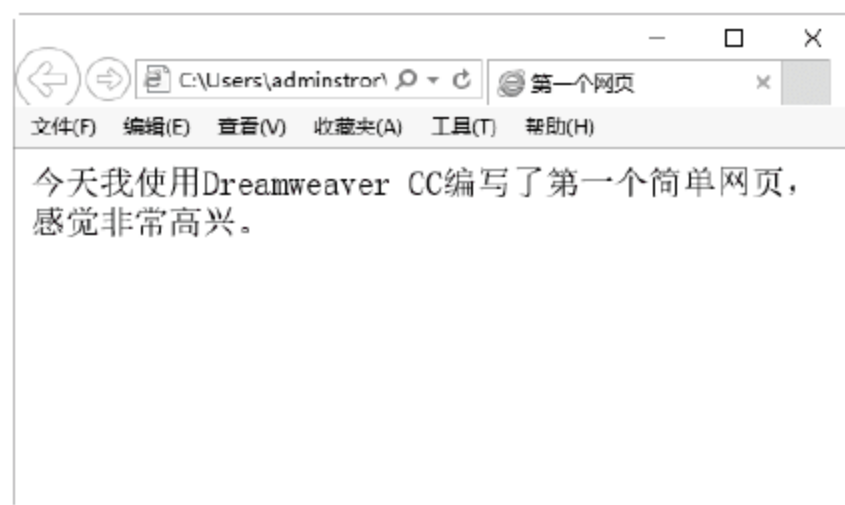 C:\Users\adminstror\
第一个网页
文件(F) 编辑(E) 查看(V) 收藏夹(A) 工具(T) 帮助(H)
今天我使用Dreamweaver CC编写了第一个简单网页，
感觉非常高兴。